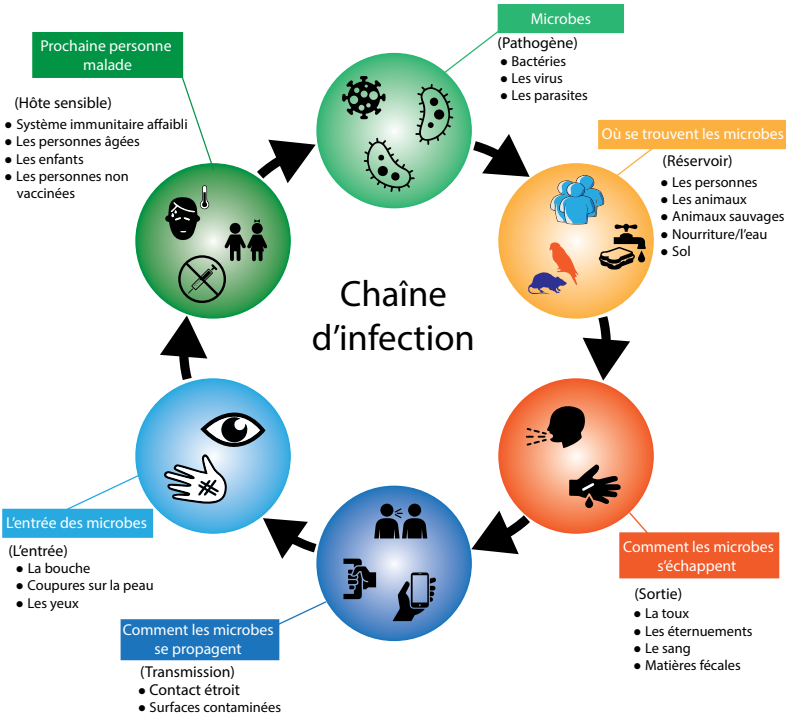 Chaîne
d'infection
Microbes
(Pathogène)
● Bactéries
● Les virus
● Les parasites
Où se trouvent les microbes
(Réservoir)
● Les personnes
● Les animaux
● Animaux sauvages
● Nourriture/l'eau
● Sol
Comment les microbes
s'échappent
(Sortie)
● La toux
● Les éternuements
● Le sang
● Matières fécales
Comment les microbes
se propagent
(Transmission)
● Contact étroit
● Surfaces contaminées
L'entrée des microbes
(L'entrée)
● La bouche
● Coupures sur la peau
● Les yeux
Prochaine personne
malade
(Hôte sensible)
● Système immunitaire affaibli
● Les personnes âgées
● Les enfants
● Les personnes non
vaccinées